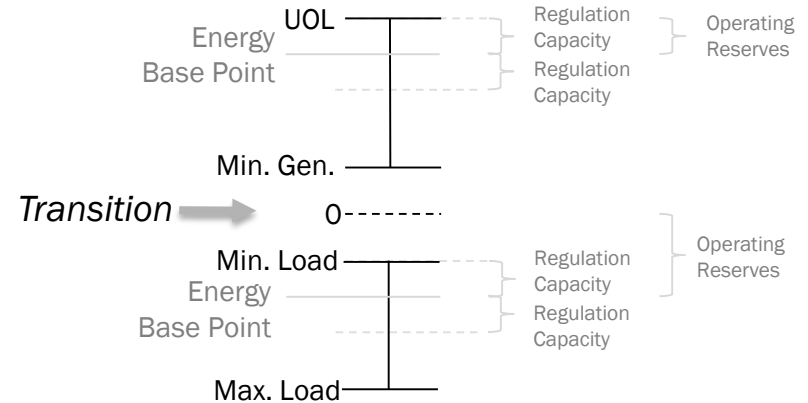 UOL
Energy
Base Point
Regulation
Capacity
Regulation
Capacity
Operating
Reserves
Min. Gen.
Transition
0
Min. Load
Energy
Base Point
Regulation
Capacity
Regulation
Capacity
Operating
Reserves
Max. Load